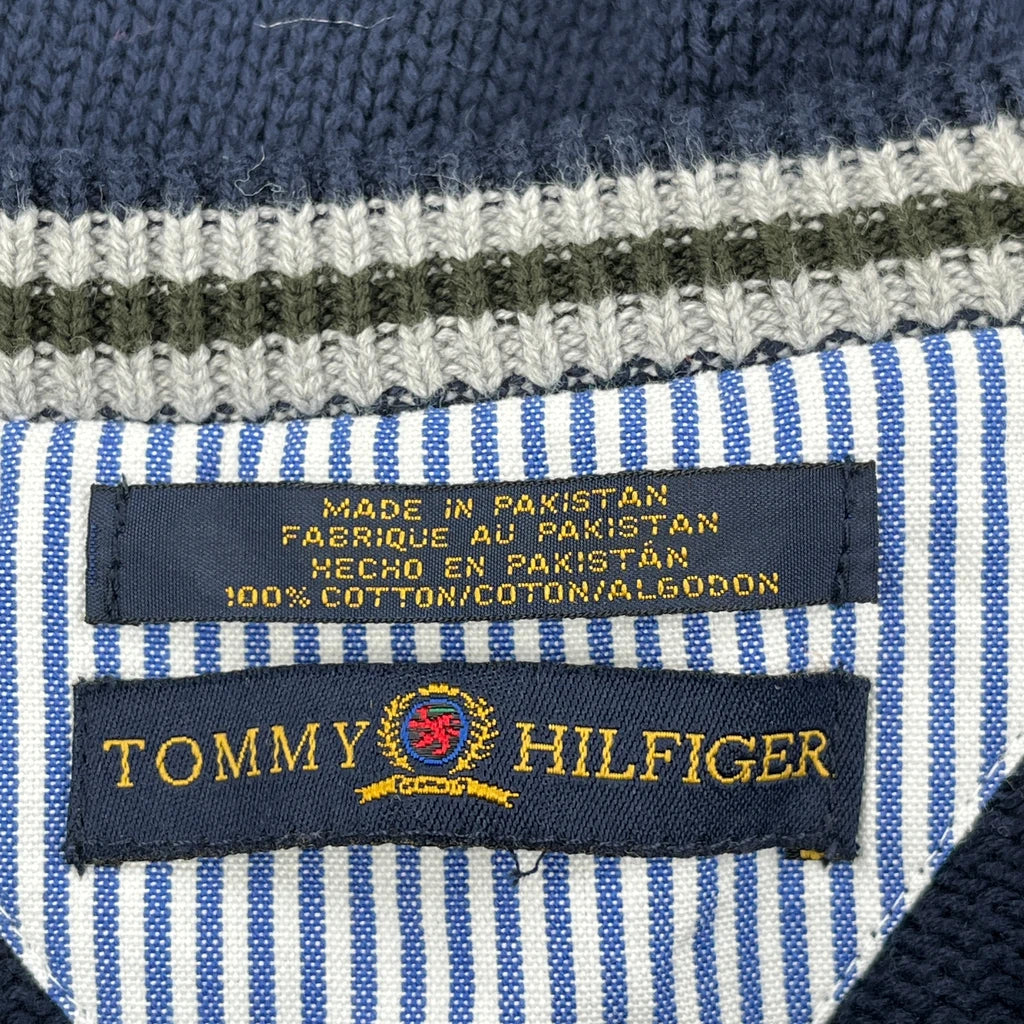 MADE IN PAKISTAN
FABRIQUE AU PAKISTAN
HECHO EN PAKISTÁN
100% COTTON/COTON/ALGODON
TOMMY HILFIGER